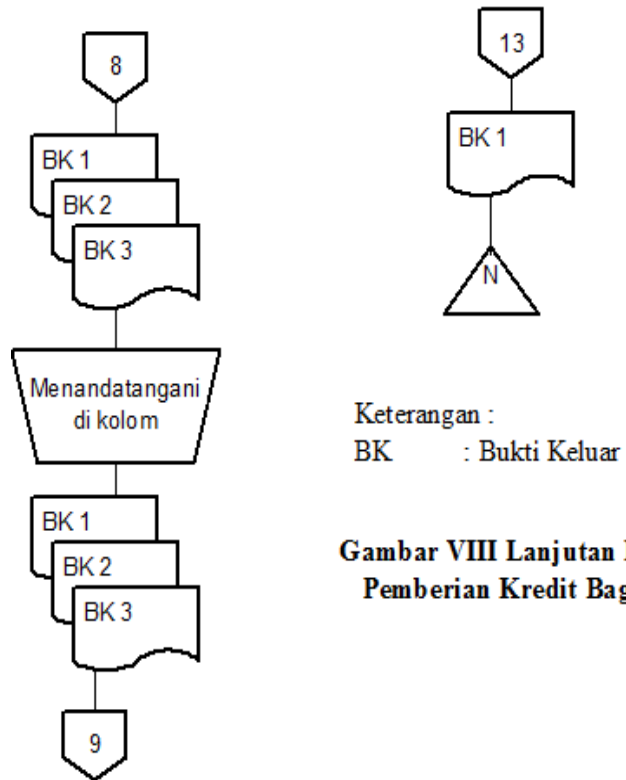 8
BK 1
BK 2
BK 3
Menandatangani
di kolom
BK 1
BK 2
BK 3
9
13
BK 1
N
Keterangan :
BK : Bukti Keluar
Gambar VIII Lanjutan
Pemberian Kredit